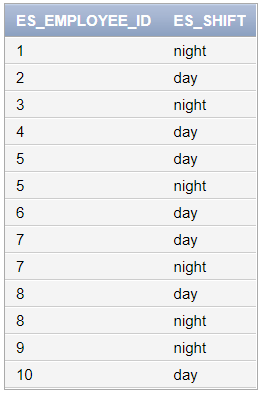 ES_EMPLOYEE_ID ES_SHIFT
1 night
2 day
3 night
4 day
5 day
5 night
6 day
7 day
7 night
8 day
8 night
9 night
10 day